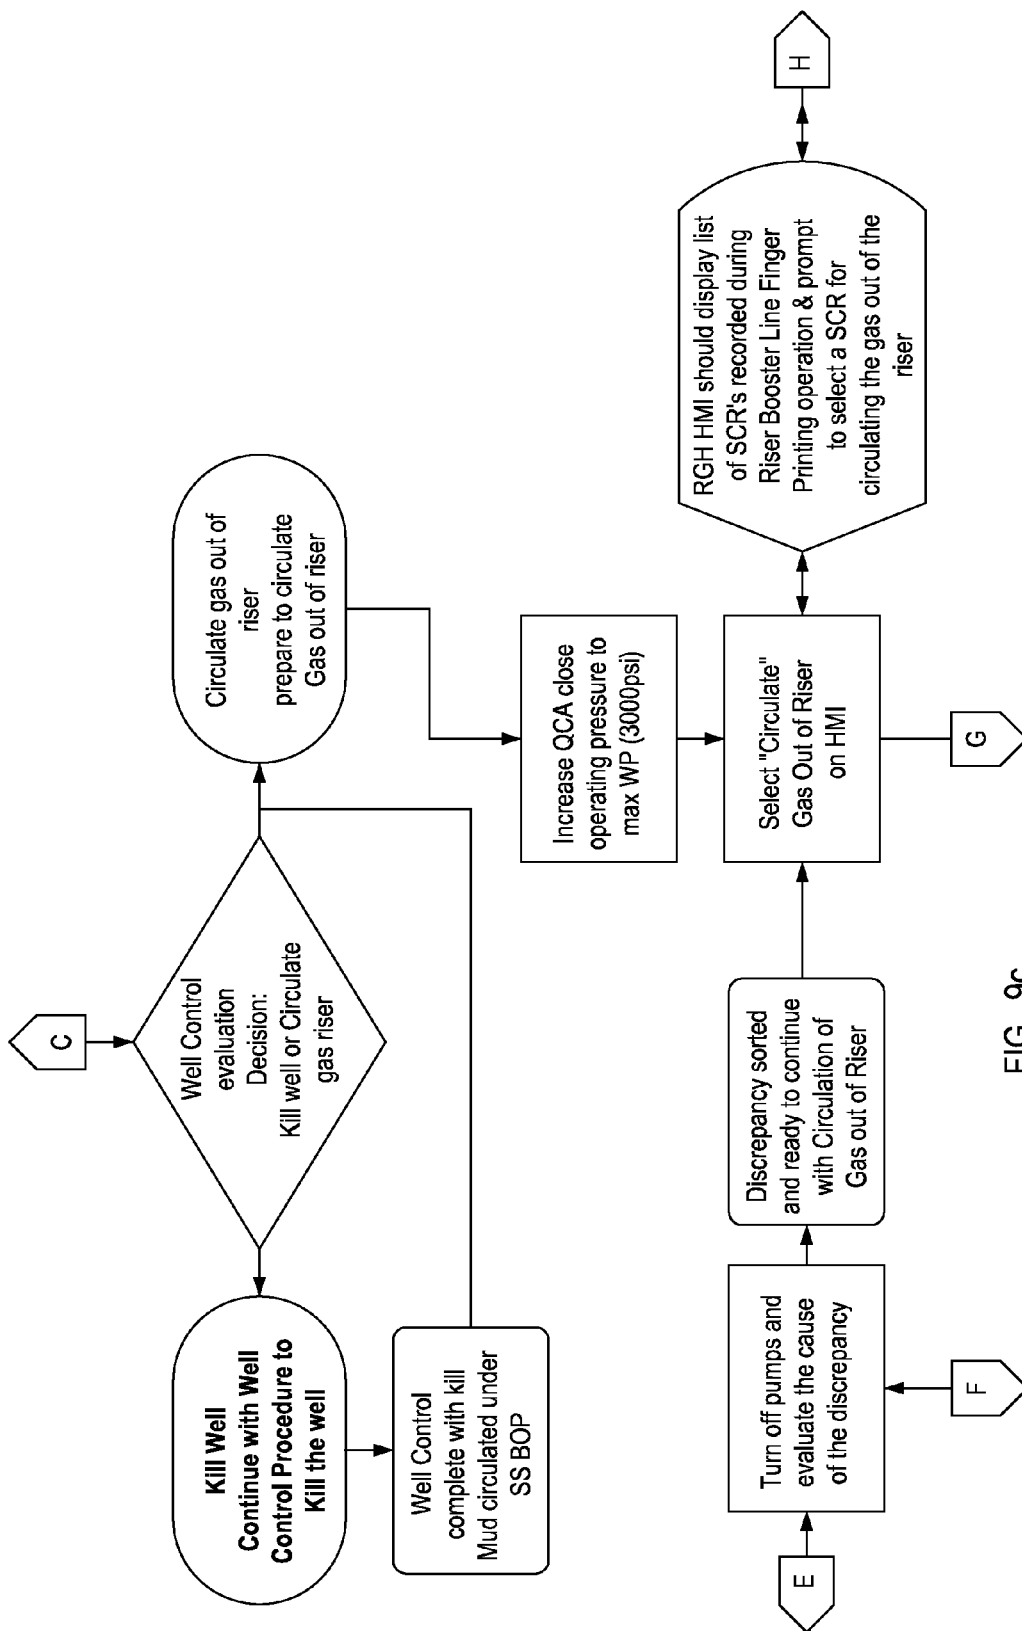 C
Well Control
evaluation
Decision:
Kill well or Circulate
gas riser
Kill Well
Continue with Well
Control Procedure to
Kill the well
Well Control
complete with kill
Mud circulated under
SS BOP
Circulate gas out of
riser
prepare to circulate
Gas out of riser
Increase QCA close
operating pressure to
max WP (3000psi)
E
Turn off pumps and
evaluate the cause
of the discrepancy
F
Discrepancy sorted
and ready to continue
with Circulation of
Gas out of Riser
Select "Circulate"
Gas Out of Riser
on HMI
G
RGH HMI should display list
of SCR's recorded during
Riser Booster Line Finger
Printing operation & prompt
to select a SCR for
circulating the gas out of the
riser
H
FIG. 9c